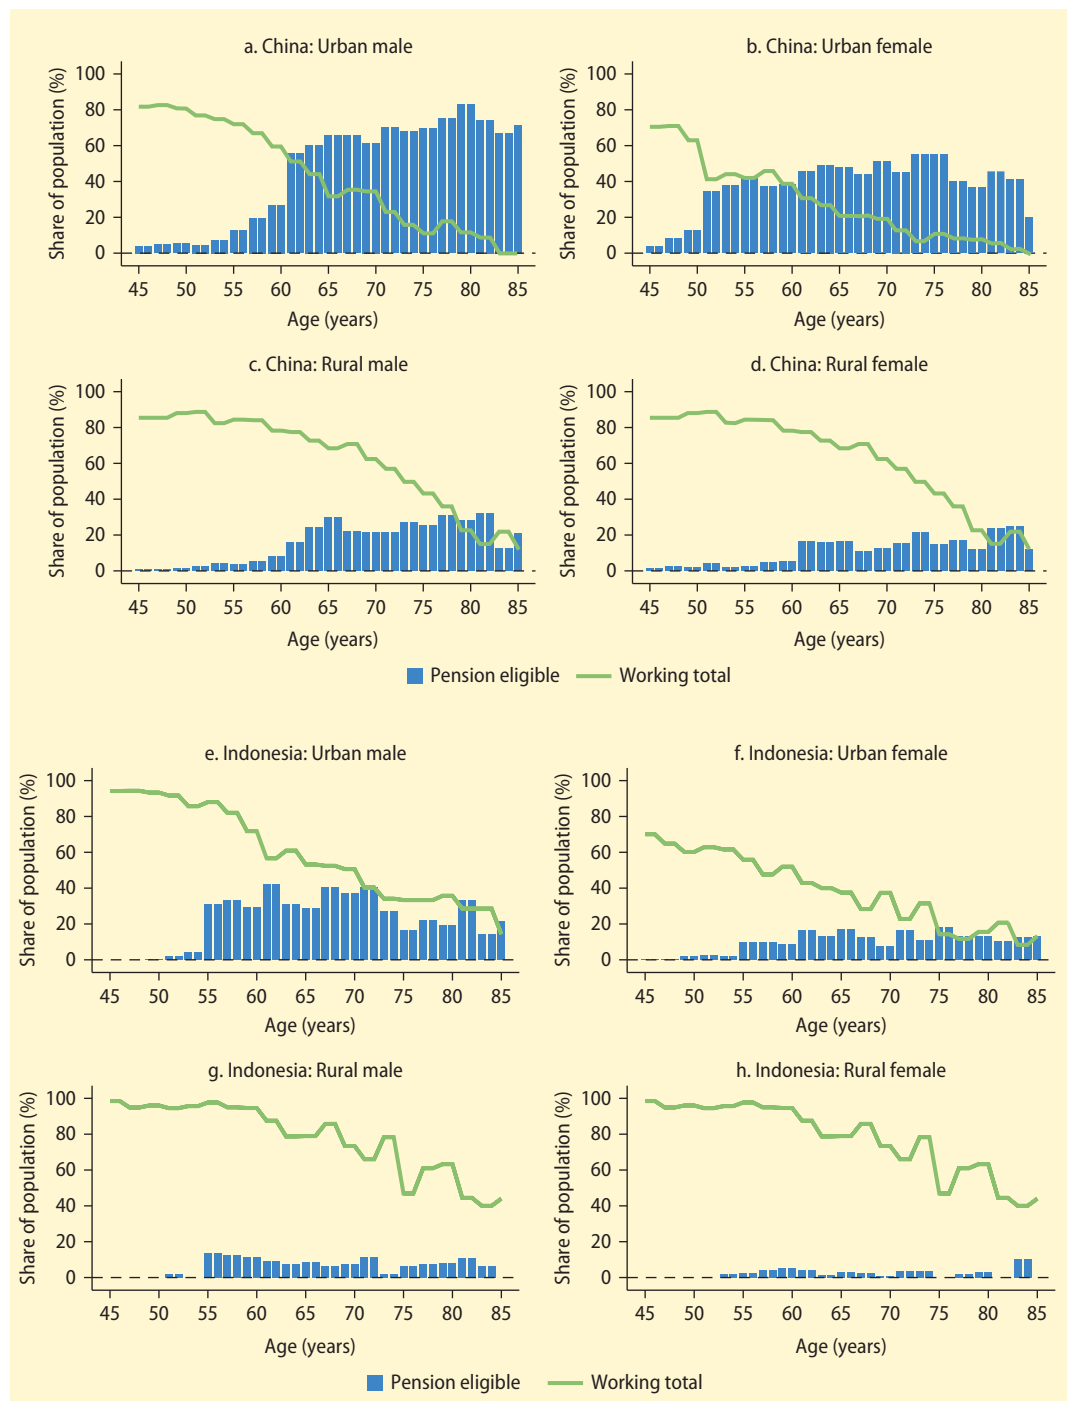 a. China: Urban male
Share of population (%)
100
80
60
40
20
0
45 50 55 60 65 70 75 80 85
Age (years)
b. China: Urban female
Share of population (%)
100
80
60
40
20
0
45 50 55 60 65 70 75 80 85
Age (years)
c. China: Rural male
Share of population (%)
100
80
60
40
20
0
45 50 55 60 65 70 75 80 85
Age (years)
d. China: Rural female
Share of population (%)
100
80
60
40
20
0
45 50 55 60 65 70 75 80 85
Age (years)
Pension eligible Working total
e. Indonesia: Urban male
Share of population (%)
100
80
60
40
20
0
45 50 55 60 65 70 75 80 85
Age (years)
f. Indonesia: Urban female
Share of population (%)
100
80
60
40
20
0
45 50 55 60 65 70 75 80 85
Age (years)
g. Indonesia: Rural male
Share of population (%)
100
80
60
40
20
0
45 50 55 60 65 70 75 80 85
Age (years)
h. Indonesia: Rural female
Share of population (%)
100
80
60
40
20
0
45 50 55 60 65 70 75 80 85
Age (years)
Pension eligible Working total